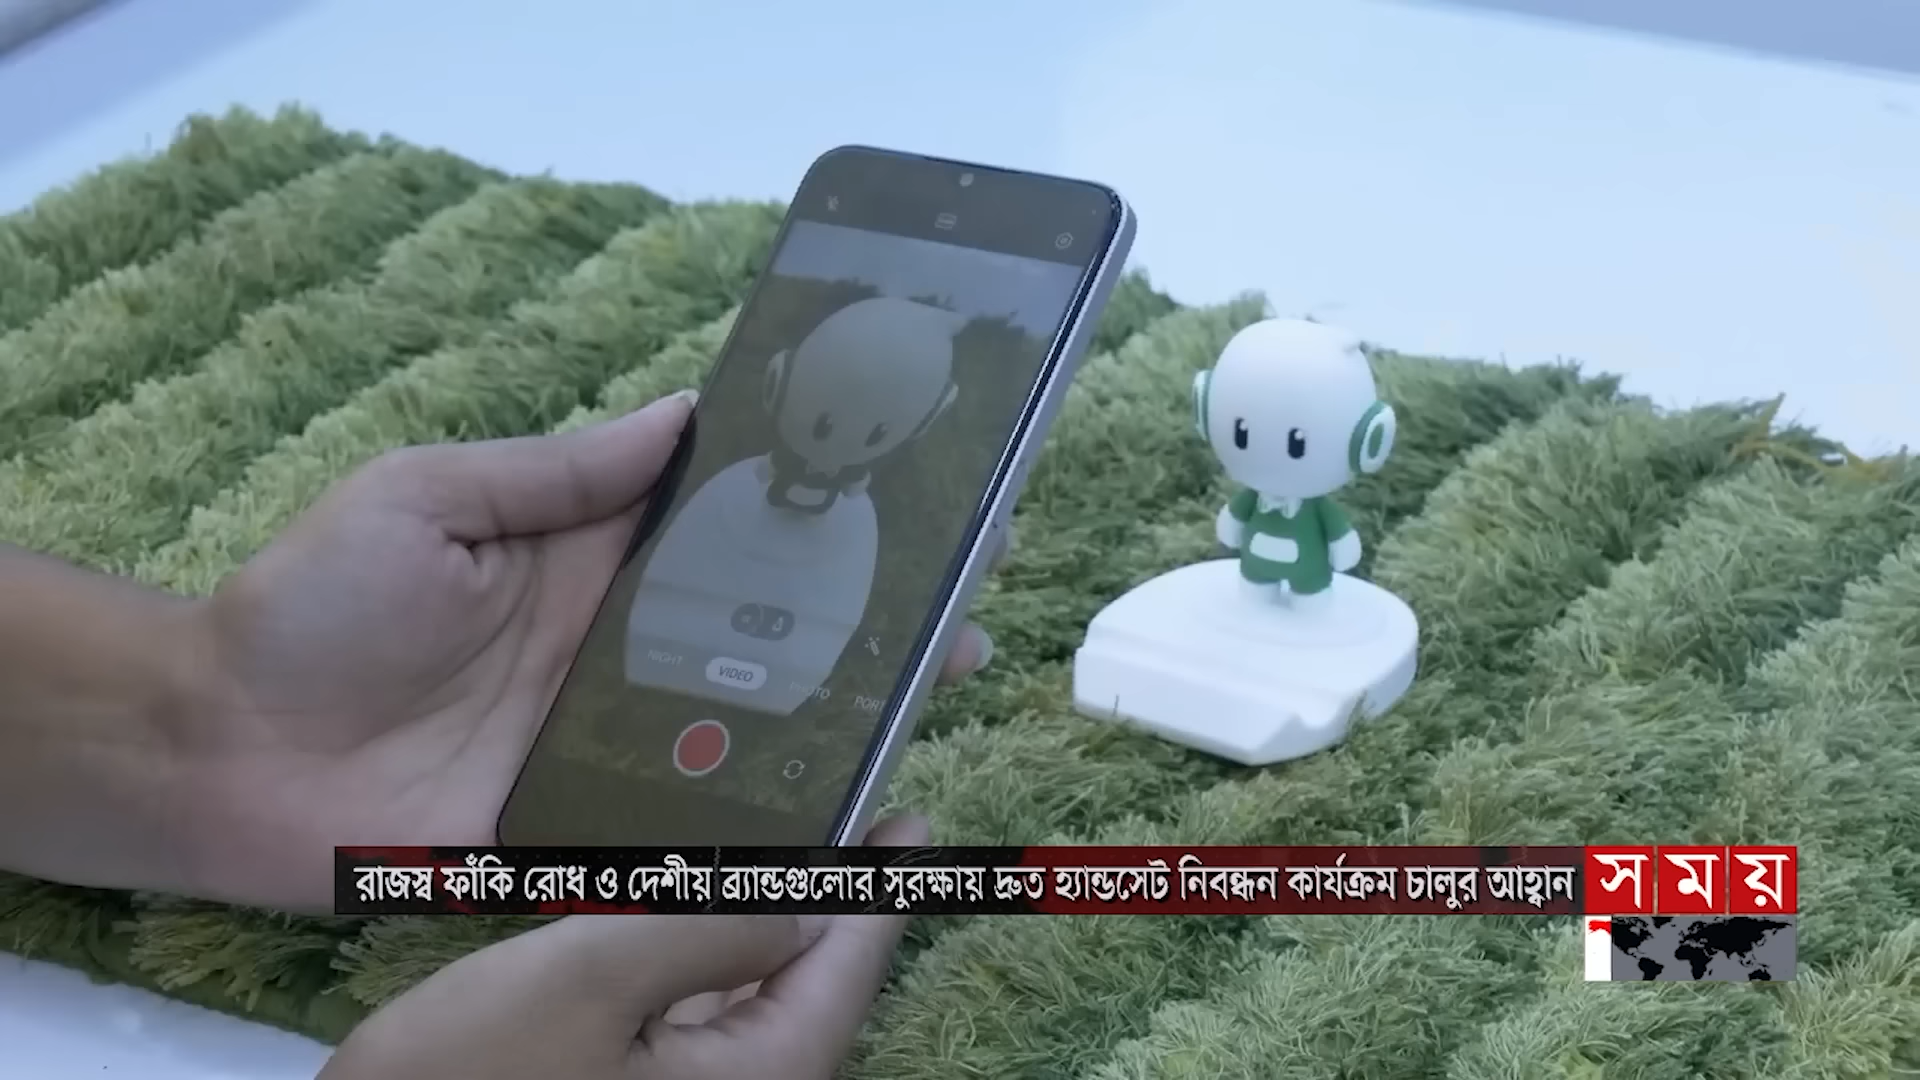 NIGHT
VIDEO
PHOTO
রাজস্ব ফাঁকি রোধ ও দেশীয় ব্র্যান্ডগুলোর সুরক্ষায় দ্রুত হ্যান্ডসেট নিবন্ধন কার্যক্রম চালুর আহ্বান
সময়